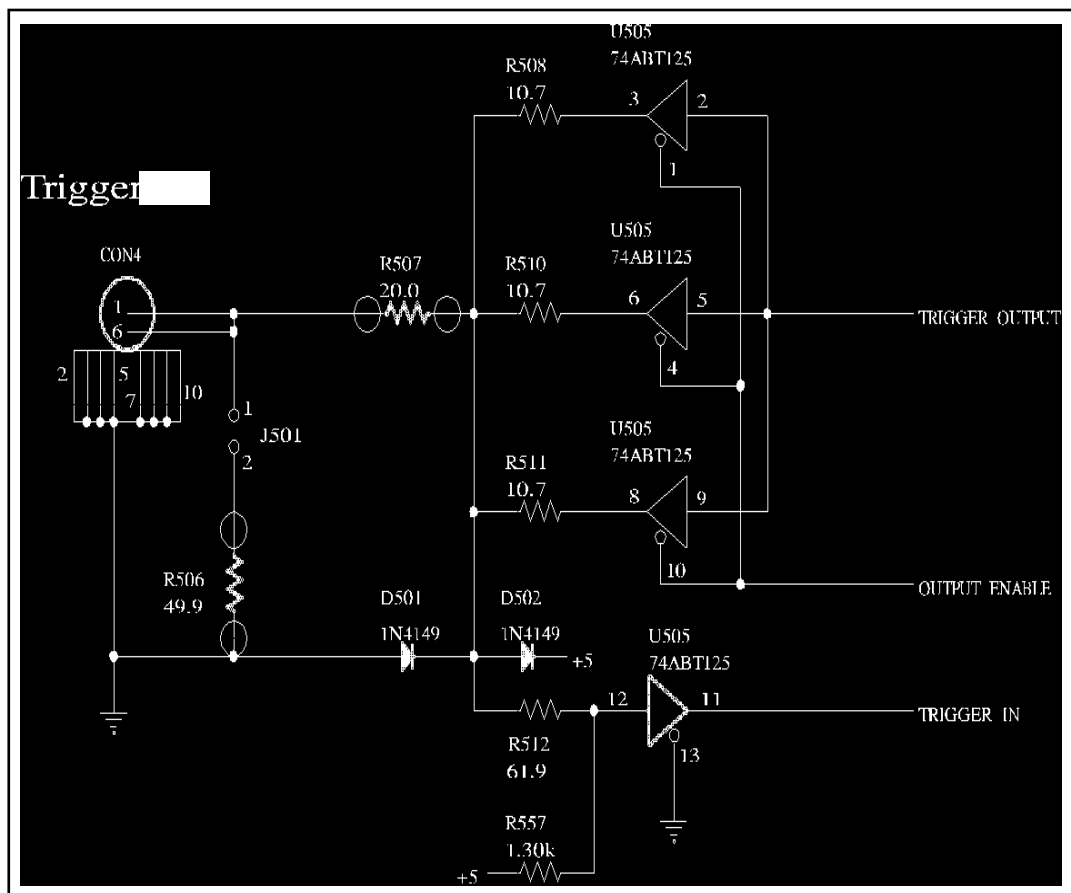 U505
74ABT125
R508
10.7
3
2
1
Trigger
U505
74ABT125
CON4
R507
20.0
R510
10.7
6
5
1
6
TRIGGER OUTPUT
4
2
5
7
10
1
J501
2
U505
74ABT125
R511
10.7
8
9
10
R506
49.9
D501
1N4149
D502
1N4149
+5
OUTPUT ENABLE
U505
74ABT125
12
11
TRIGGER IN
13
R512
61.9
R557
1.30k
+5